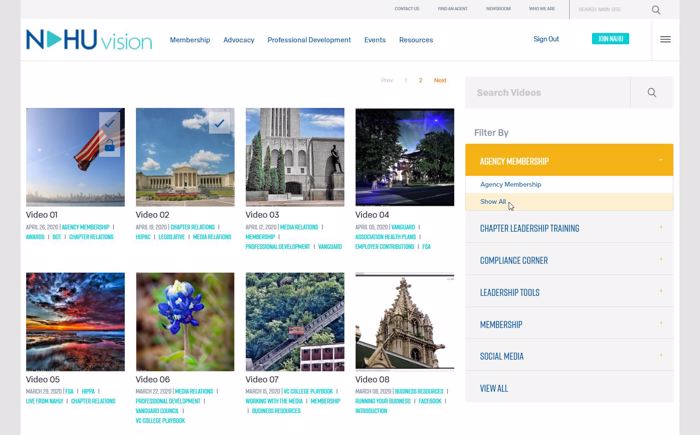 CONTACT US FIND AN AGENT NEWSROOM WHO WE ARE SEARCH MAIN SITE
NAHU vision Membership Advocacy Professional Development Events Resources Sign Out JOIN NAHU
Prev 1 2 Next
Search Videos
Filter By
AGENCY MEMBERSHIP
Agency Membership
Show All
CHAPTER LEADERSHIP TRAINING
COMPLIANCE CORNER
LEADERSHIP TOOLS
MEMBERSHIP
SOCIAL MEDIA
VIEW ALL
Video 01
APRIL 26, 2020 | AGENCY MEMBERSHIP |
AWARDS | BGT | CHAPTER RELATIONS
Video 02
APRIL 19, 2020 | CHAPTER RELATIONS |
HUPAC | LEGISLATIVE | MEDIA RELATIONS
Video 03
APRIL 12, 2020 | MEDIA RELATIONS |
MEMBERSHIP |
PROFESSIONAL DEVELOPMENT | VANGUARD
Video 04
APRIL 05, 2020 | VANGUARD |
ASSOCIATION HEALTH PLANS |
EMPLOYER CONTRIBUTIONS | FSA
Video 05
MARCH 29, 2020 | FSA | HIPPA |
LIVE FROM NAHU! | CHAPTER RELATIONS
Video 06
MARCH 22, 2020 | MEDIA RELATIONS |
PROFESSIONAL DEVELOPMENT |
VANGUARD COUNCIL |
VC COLLEGE PLAYBOOK
Video 07
MARCH 15, 2020 | VC COLLEGE PLAYBOOK |
WORKING WITH THE MEDIA | MEMBERSHIP
| BUSINESS RESOURCES
Video 08
MARCH 08, 2020 | BUSINESS RESOURCES |
RUNNING YOUR BUSINESS | FACEBOOK |
INTRODUCTION